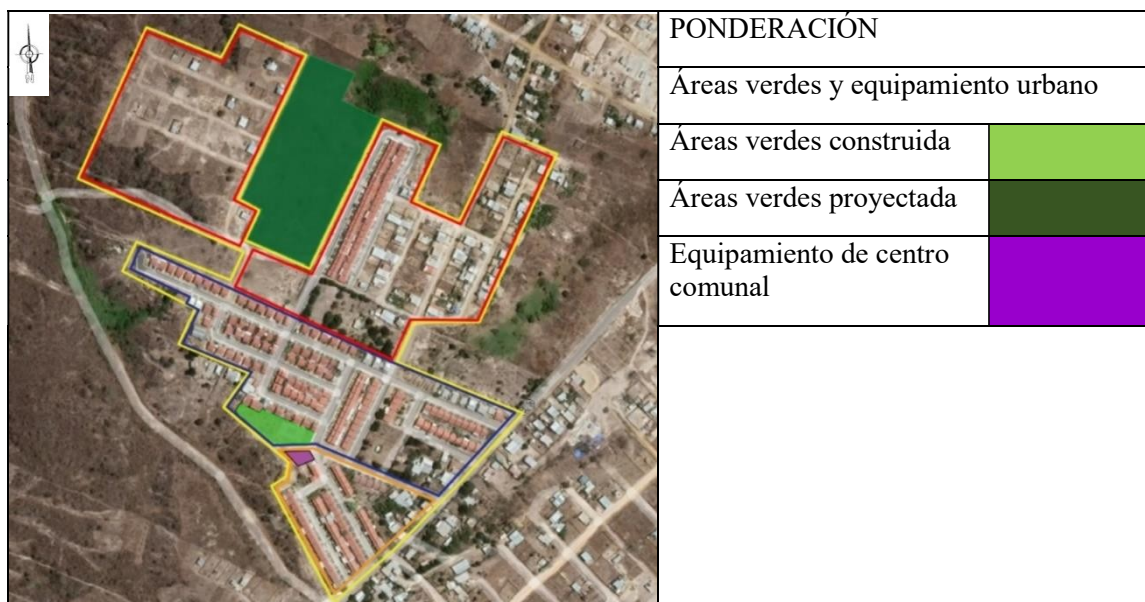 PONDERACIÓN
Áreas verdes y equipamiento urbano
Áreas verdes construida
Áreas verdes proyectada
Equipamiento de centro
comunal